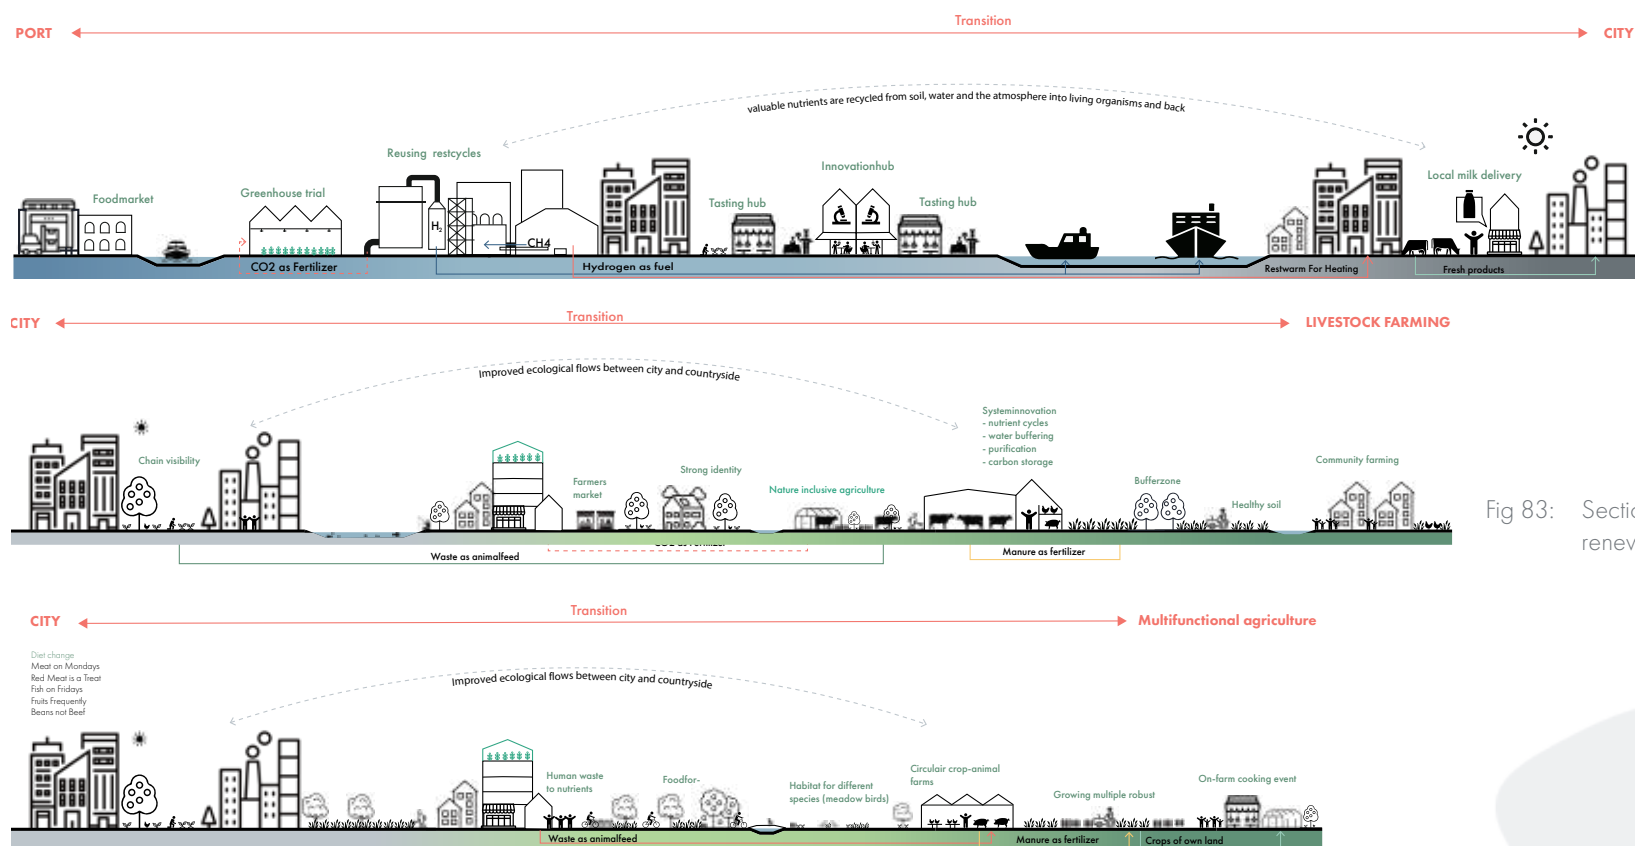 PORT
Transition
CITY
valuable nutrients are recycled from soil, water and the atmosphere into living organisms and back
Reusing restcycles
Innovationhub
Local milk delivery
Greenhouse trial
Foodmarket
Tasting hub
Tasting hub
H2
CH4
CO2 as Fertilizer
Hydrogen as fuel
Restwarm For Heating
Fresh products
CITY
Transition
LIVESTOCK FARMING
Improved ecological flows between city and countryside
Systeminnovation
- nutrient cycles
- water buffering
- purification
- carbon storage
Chain visibility
Strong identity
Community farming
Farmers
market
Nature inclusive agriculture
Bufferzone
Healthy soil
Fig 83:
renev
Waste as animalfeed
Manure as fertilizer
CITY
Transition
Multifunctional agriculture
Diet change
Meat on Mondays
Red Meat is a Treat
Fish on Fridays
Fruits Frequently
Beans not Beef
Improved ecological flows between city and countryside
Human waste
to nutrients
Foodfor-
Habitat for different
species (meadow birds)
Circulair crop-animal
farms
Growing multiple robust
On-farm cooking event
Waste as animalfeed
Manure as fertilizer
Crops of own land